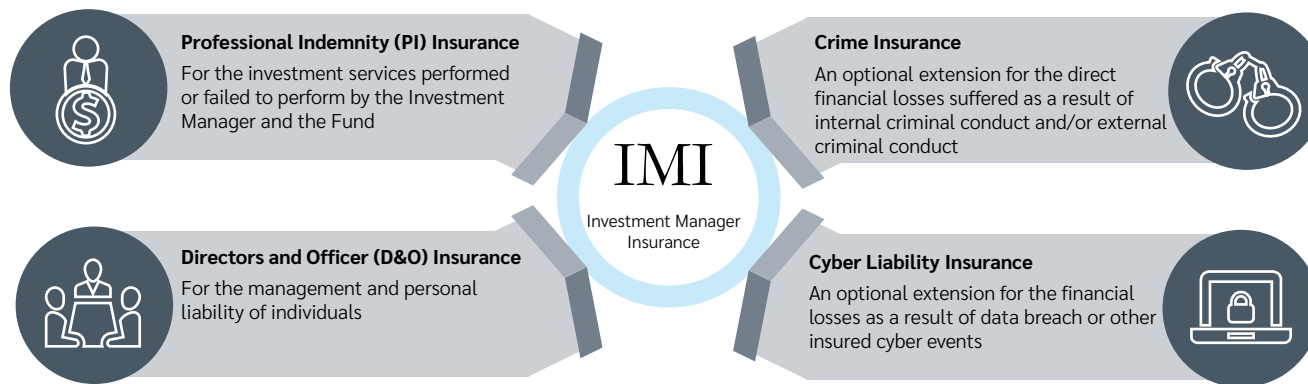 Professional Indemnity (PI) Insurance
For the investment services performed
or failed to perform by the Investment
Manager and the Fund
Crime Insurance
An optional extension for the direct
financial losses suffered as a result of
internal criminal conduct and/or external
criminal conduct
IMI
Investment Manager
Insurance
Directors and Officer (D&O) Insurance
For the management and personal
liability of individuals
Cyber Liability Insurance
An optional extension for the financial
losses as a result of data breach or other
insured cyber events